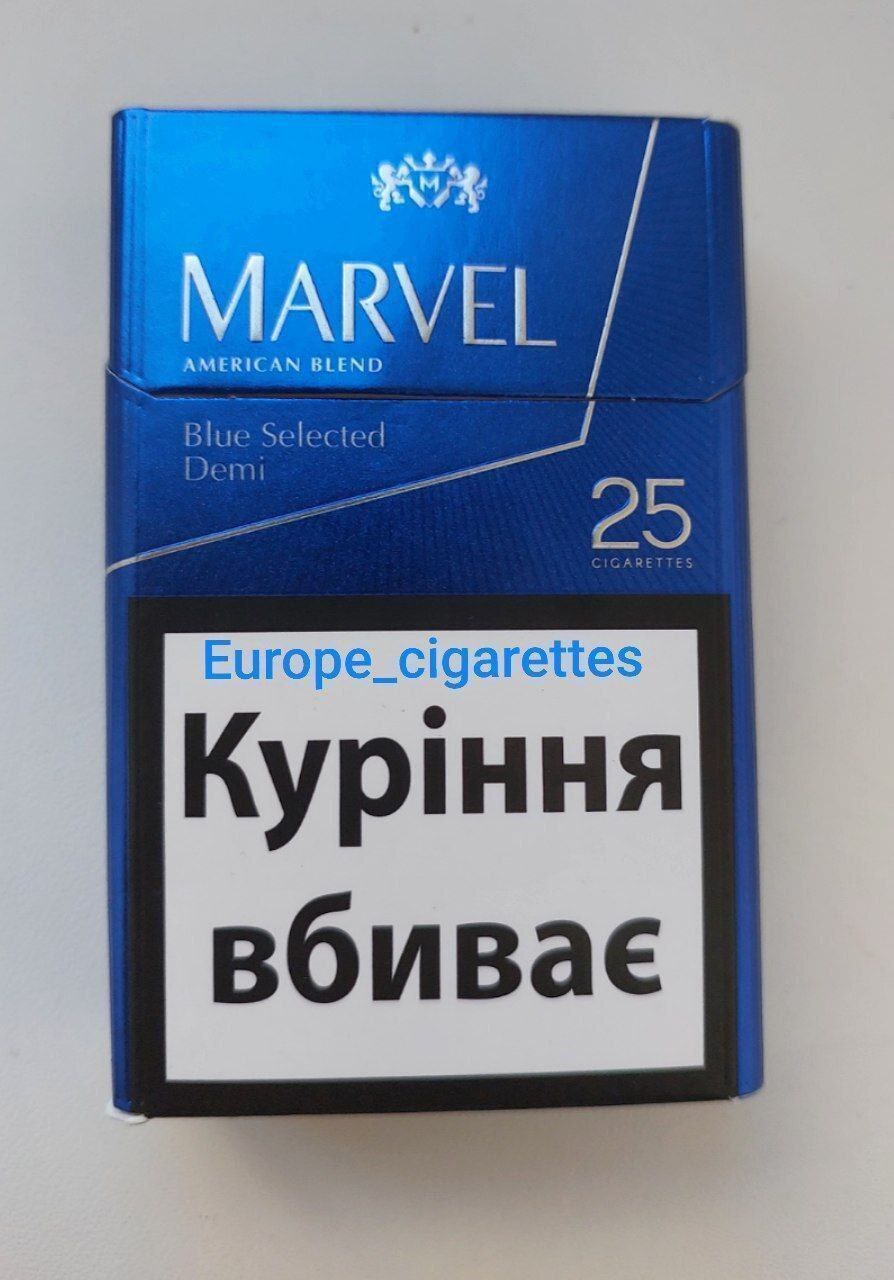 M
MARVEL
AMERICAN BLEND
Blue Selected
Demi
25
CIGARETTES
Europe_cigarettes
Куріння
вбиває